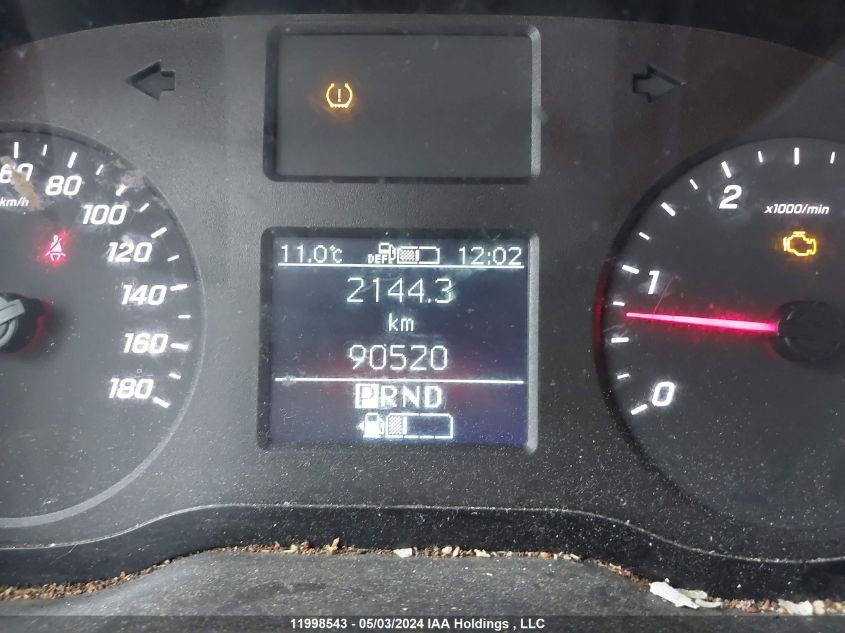 60
80
km/h
100
120
140
160
180
11.0°C DEF 12:02
2144.3
km
90520
PRND
2
x1000/min
1
0
11998543 - 05/03/2024 IAA Holdings , LLC